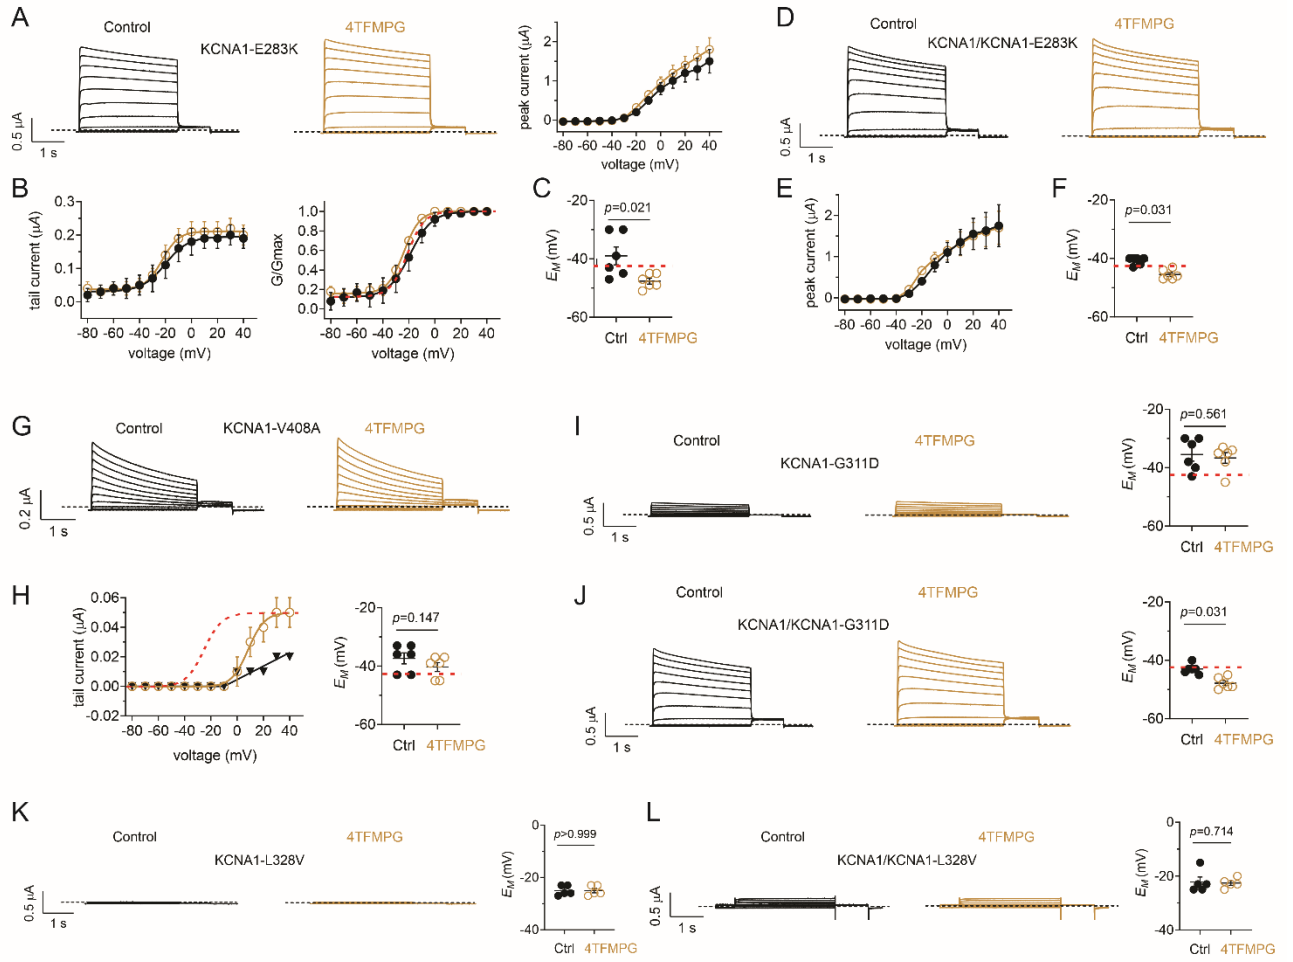 A
Control
KCNA1-E283K
4TFMPG
0.5 µA
1 s
peak current (µA)
2
1
0
-80 -60 -40 -20 0 20 40
voltage (mV)
D
Control
4TFMPG
KCNA1/KCNA1-E283K
0.5 µA
1 s
B
tail current (µA)
0.3
0.2
0.1
0.0
-80 -60 -40 -20 0 20 40
voltage (mV)
G/Gmax
1.0
0.8
0.6
0.4
0.2
0.0
-80 -60 -40 -20 0 20 40
voltage (mV)
C
EM (mV)
-20
-40
-60
p=0.021
Ctrl 4TFMPG
E
peak current (µA)
2
1
0
-80 -60 -40 -20 0 20 40
voltage (mV)
F
EM (mV)
-20
-40
-60
p=0.031
Ctrl 4TFMPG
G
Control
KCNA1-V408A
4TFMPG
0.2 µA
1 s
I
Control
4TFMPG
KCNA1-G311D
0.5 µA
1 s
EM (mV)
-20
-40
-60
p=0.561
Ctrl 4TFMPG
H
tail current (µA)
0.06
0.04
0.02
0.00
-0.02
-80 -60 -40 -20 0 20 40
voltage (mV)
EM (mV)
-20
-40
-60
p=0.147
Ctrl 4TFMPG
J
Control
4TFMPG
KCNA1/KCNA1-G311D
0.5 µA
1 s
EM (mV)
-20
-40
-60
p=0.031
Ctrl 4TFMPG
K
Control
4TFMPG
KCNA1-L328V
0.5 µA
1 s
EM (mV)
0
-20
-40
p>0.999
Ctrl 4TFMPG
L
Control
4TFMPG
KCNA1/KCNA1-L328V
0.5 µA
1 s
EM (mV)
0
-20
-40
p=0.714
Ctrl 4TFMPG